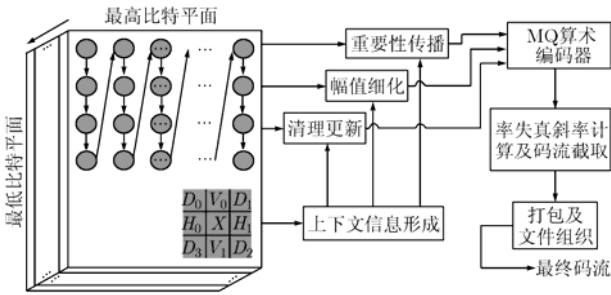 最高比特平面
最低比特平面
...
...
...
...
...
...
...
...
D₀ V₀ D₁
H₀ X H₁
D₃ V₁ D₂
重要性传播
幅值细化
清理更新
上下文信息形成
MQ算术
编码器
率失真斜率计
算及码流截取
打包及
文件组织
最终码流